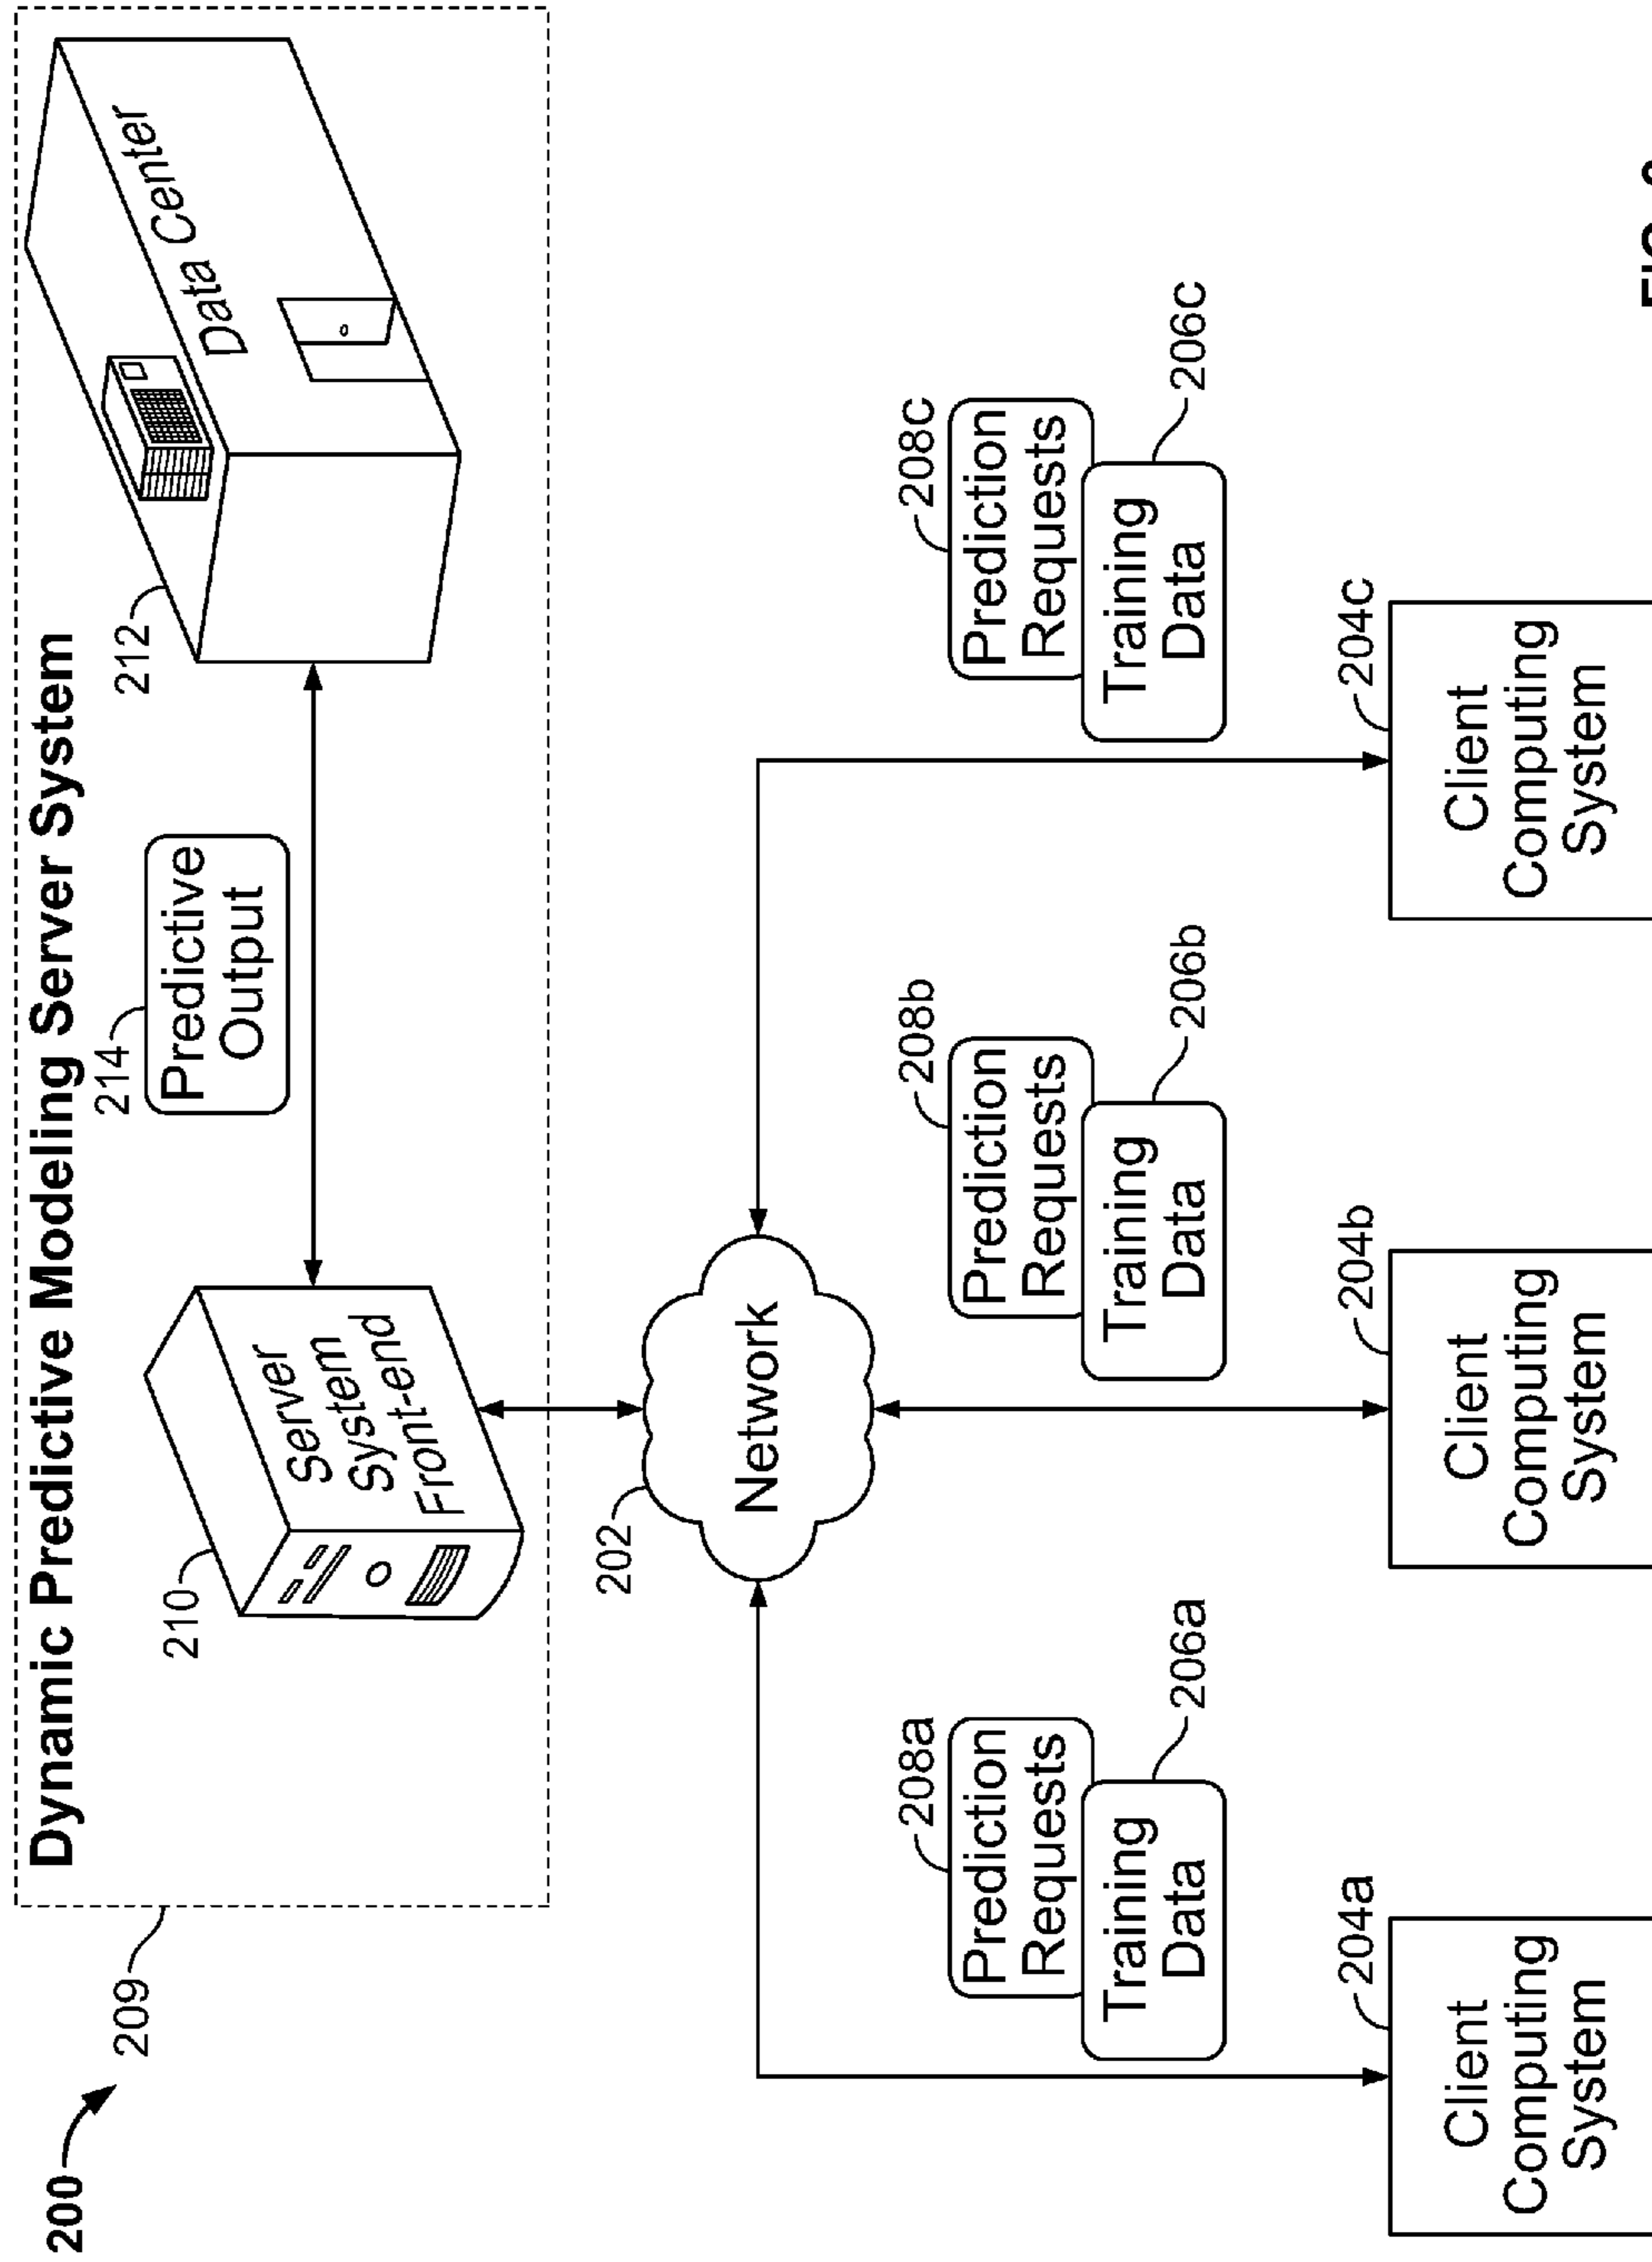 200
209
Dynamic Predictive Modeling Server System
210
Server
System
Front-end
214
Predictive
Output
212
Data Center
202
Network
208a
Prediction
Requests
Training
Data
206a
208b
Prediction
Requests
Training
Data
206b
208c
Prediction
Requests
Training
Data
206c
204a
Client
Computing
System
204b
Client
Computing
System
204c
Client
Computing
System